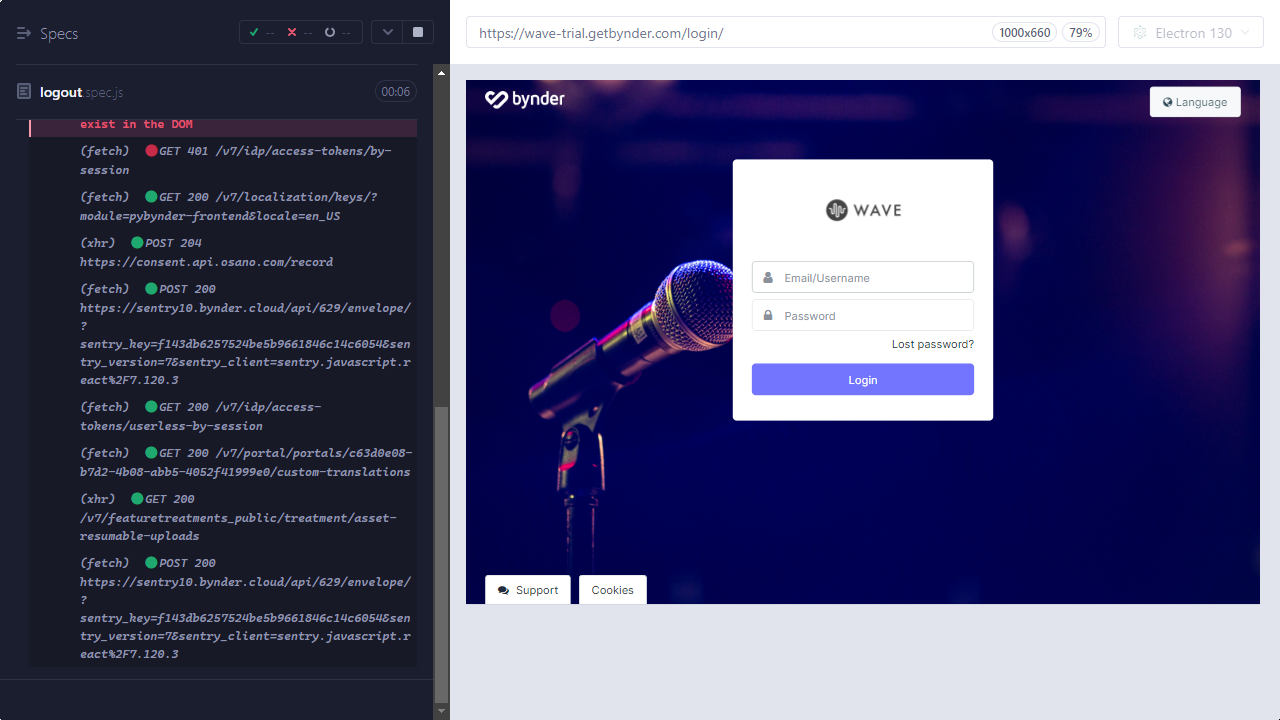 Specs
--
--
--
logout.spec.js
00:06
exist in the DOM
(fetch) GET 401 /v7/idp/access-tokens/by-
session
(fetch) GET 200 /v7/localization/keys/?
module=pybynder-frontend&locale=en_US
(xhr) POST 204
https://consent.api.osano.com/record
(fetch) POST 200
https://sentry10.bynder.cloud/api/629/envelope/
?
sentry_key=f143db6257524be5b9661846c14c6054&sen
try_version=7&sentry_client=sentry.javascript.r
eact%2F7.120.3
(fetch) GET 200 /v7/idp/access-
tokens/userless-by-session
(fetch) GET 200 /v7/portal/portals/c63d0e08-
b7d2-4b08-abb5-4052f41999e0/custom-translations
(xhr) GET 200
/v7/featuretreatments_public/treatment/asset-
resumable-uploads
(fetch) POST 200
https://sentry10.bynder.cloud/api/629/envelope/
?
sentry_key=f143db6257524be5b9661846c14c6054&sen
try_version=7&sentry_client=sentry.javascript.r
eact%2F7.120.3
https://wave-trial.getbynder.com/login/
1000x660
79%
Electron 130
bynder
Language
WAVE
Email/Username
Password
Lost password?
Login
Support
Cookies